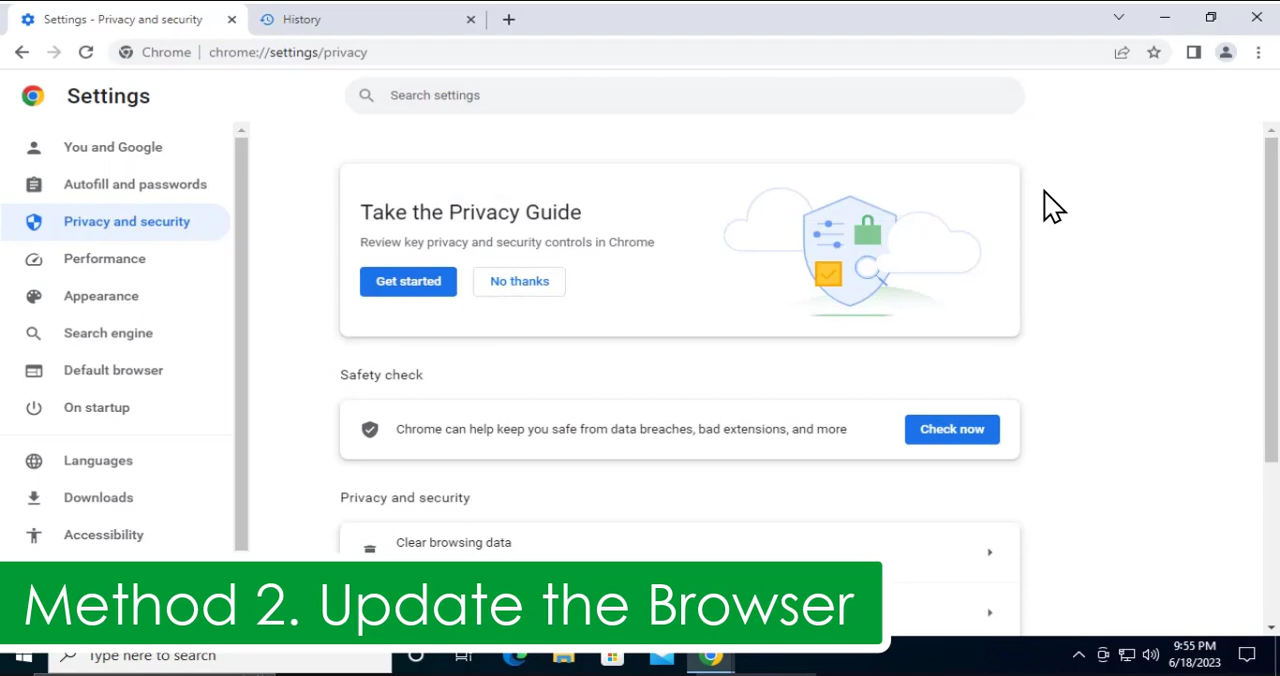 Settings - Privacy and security
History
Chrome | chrome://settings/privacy
Settings
Search settings
You and Google
Autofill and passwords
Privacy and security
Performance
Appearance
Search engine
Default browser
On startup
Languages
Downloads
Accessibility
Take the Privacy Guide
Review key privacy and security controls in Chrome
Get started
No thanks
Safety check
Chrome can help keep you safe from data breaches, bad extensions, and more
Check now
Privacy and security
Clear browsing data
Method 2. Update the Browser
Type here to search
9:55 PM
6/18/2023